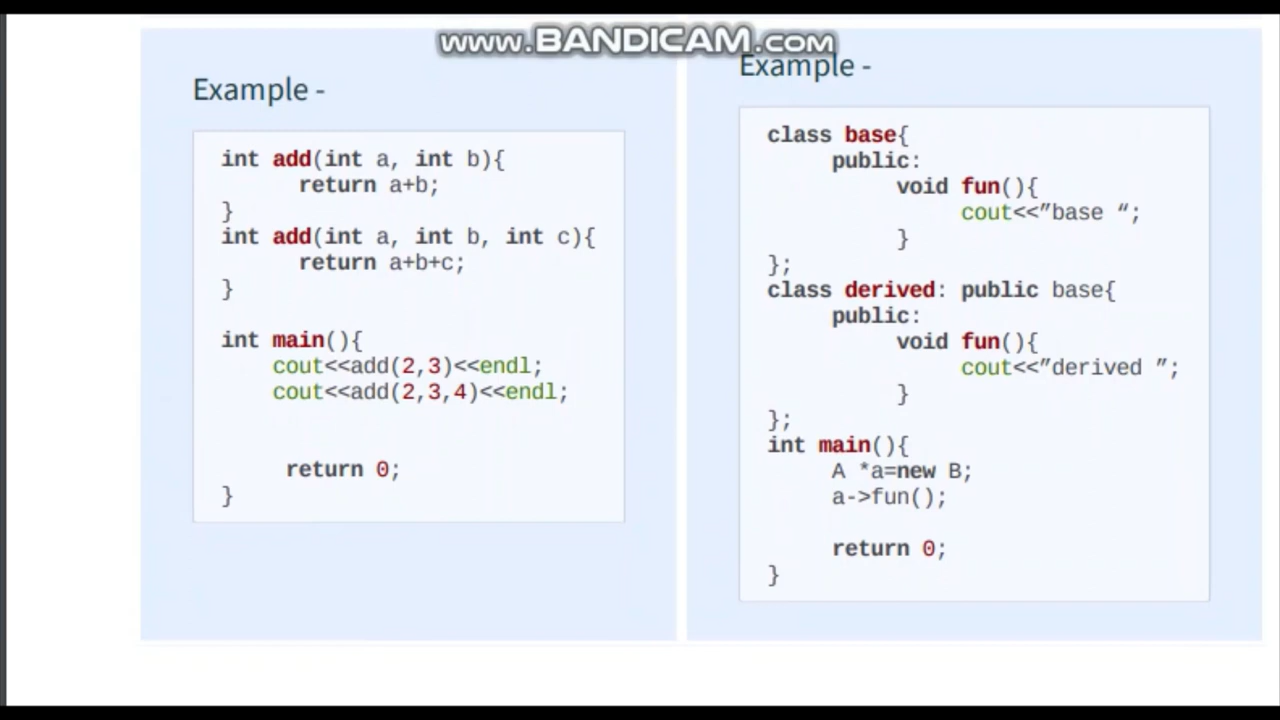 www.BANDICAM.com
Example -
int add(int a, int b){
return a+b;
}
int add(int a, int b, int c){
return a+b+c;
}
int main(){
cout<<add(2,3)<<endl;
cout<<add(2,3,4)<<endl;
return 0;
}
Example -
class base{
public:
void fun(){
cout<<”base “;
}
};
class derived: public base{
public:
void fun(){
cout<<”derived ”;
}
};
int main(){
A *a=new B;
a->fun();
return 0;
}